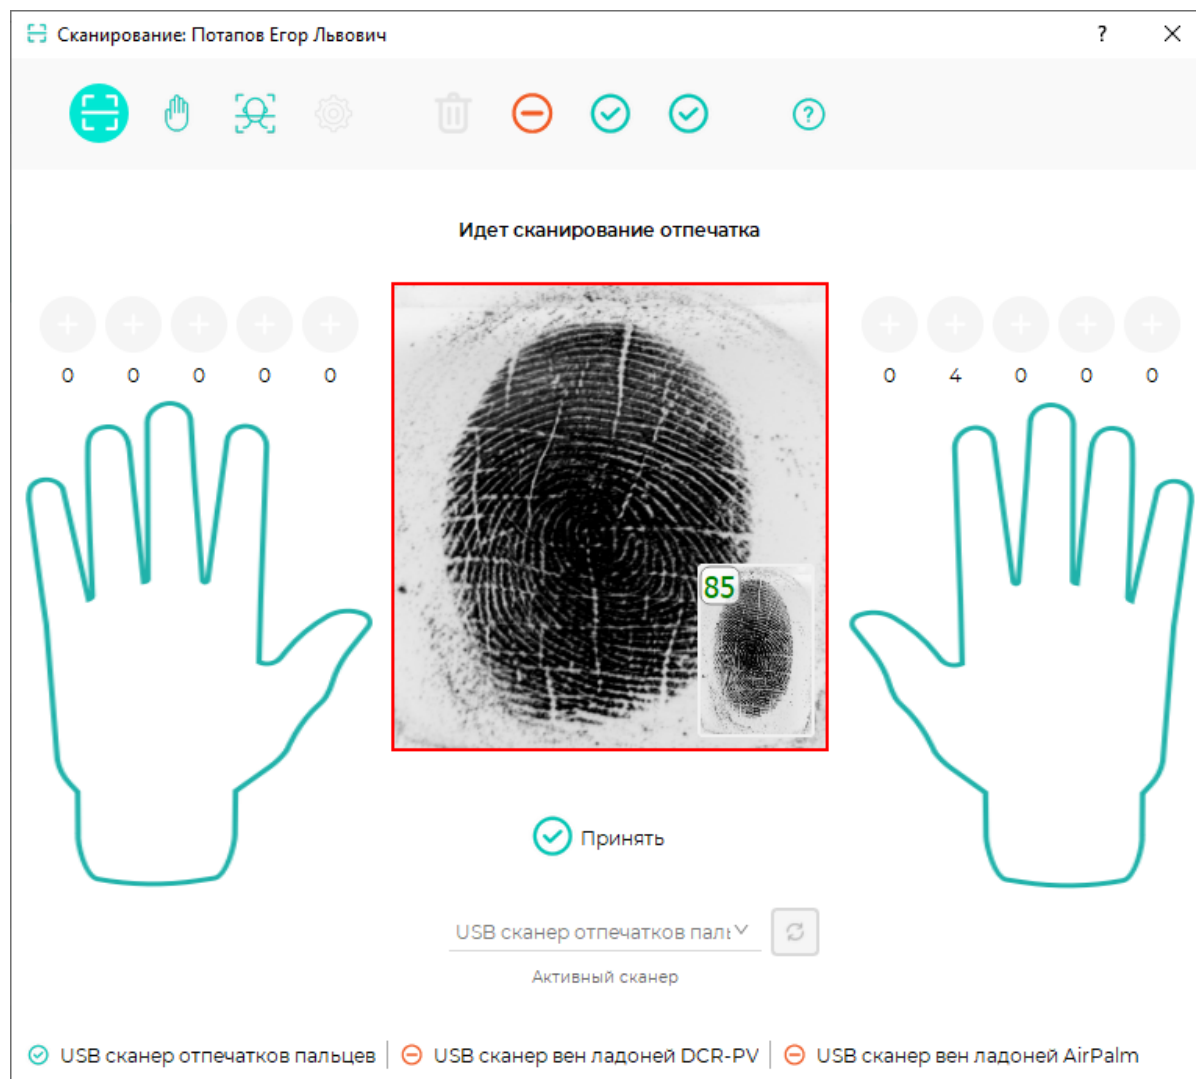 Сканирование: Потапов Егор Львович
?
?
Идет сканирование отпечатка
0 0 0 0 0
0 4 0 0 0
85
Принять
USB сканер отпечатков пал
Активный сканер
USB сканер отпечатков пальцев
USB сканер вен ладоней DCR-PV
USB сканер вен ладоней AirPalm